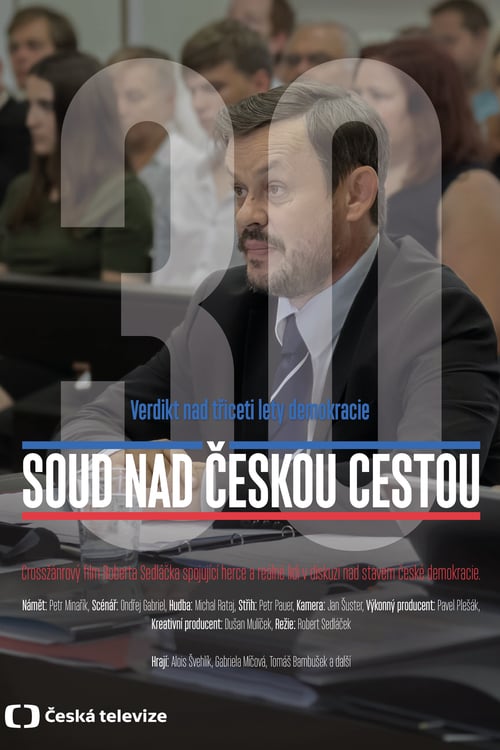 30
Verdikt nad třiceti lety demokracie
SOUD NAD ČESKOU CESTOU
Crossžánrový film Roberta Sedláčka spojující herce a reálné lidi v diskuzi nad stavem české demokracie.
Námět: Petr Minařík, Scénář: Ondřej Gabriel, Hudba: Michal Rataj, Střih: Petr Pauer, Kamera: Jan Šuster, Výkonný producent: Pavel Plešák,
Kreativní producent: Dušan Mulíček, Režie: Robert Sedláček
Hrají: Alois Švehlík, Gabriela Míčová, Tomáš Bambušek a další
Česká televize